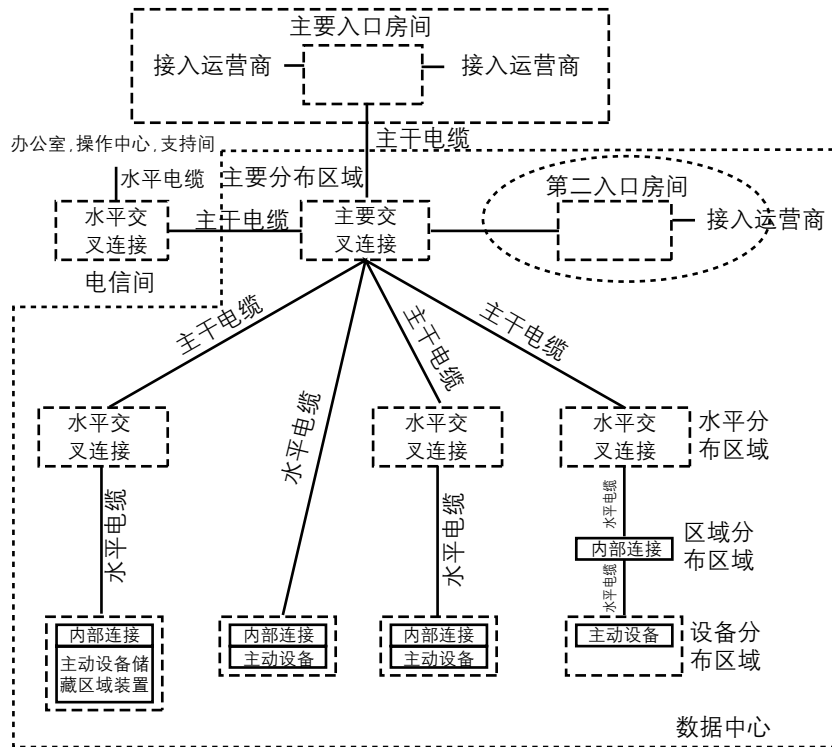 主要入口房间
接入运营商
接入运营商
主干电缆
办公室,操作中心,支持间
水平电缆
主要分布区域
第二入口房间
水平交
叉连接
主干电缆
主要交
叉连接
接入运营商
电信间
主干电缆
主干电缆
主干电缆
水平电缆
水平交
叉连接
水平交
叉连接
水平交
叉连接
水平分
布区域
水平电缆
水平电缆
水平电缆
内部连接
区域分
布区域
水平电缆
内部连接
主动设备储
藏区域装置
内部连接
主动设备
内部连接
主动设备
主动设备
设备分
布区域
数据中心